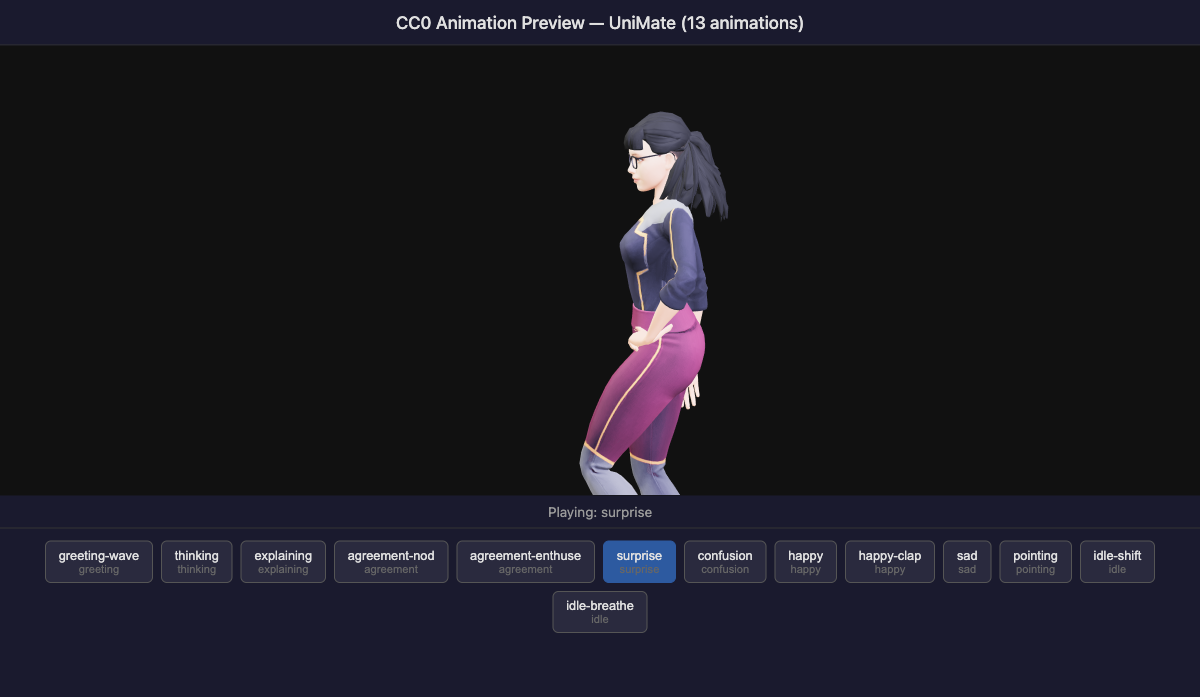 CC0 Animation Preview — UniMate (13 animations)
Playing: surprise
greeting-wave
greeting
thinking
thinking
explaining
explaining
agreement-nod
agreement
agreement-enthuse
agreement
surprise
surprise
confusion
confusion
happy
happy
happy-clap
happy
sad
sad
pointing
pointing
idle-shift
idle
idle-breathe
idle